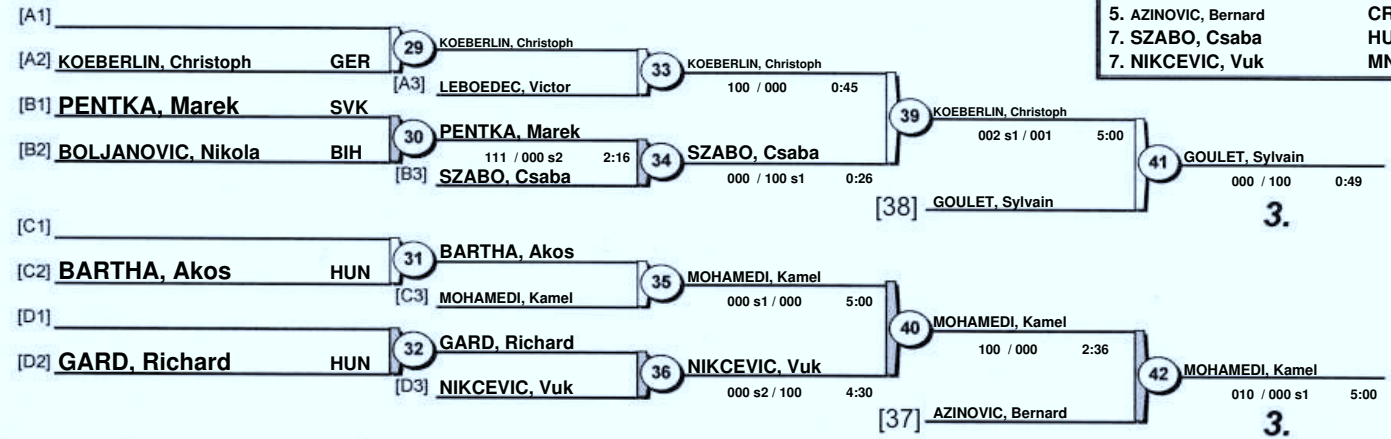 5. AZINOVIC, Bernard CR
7. SZABO, Csaba HU
7. NIKCEVIC, Vuk MN
[A1]
[A2] KOEBERLIN, Christoph GER
29
KOEBERLIN, Christoph
[A3] LEBOEDEC, Victor
33
KOEBERLIN, Christoph
100 / 000 0:45
[B1] PENTKA, Marek SVK
[B2] BOLJANOVIC, Nikola BIH
30
PENTKA, Marek
111 / 000 s2 2:16
[B3] SZABO, Csaba
34
SZABO, Csaba
000 / 100 s1 0:26
39
KOEBERLIN, Christoph
002 s1 / 001 5:00
[38] GOULET, Sylvain
41
GOULET, Sylvain
000 / 100 0:49
3.
[C1]
[C2] BARTHA, Akos HUN
31
BARTHA, Akos
[C3] MOHAMEDI, Kamel
35
MOHAMEDI, Kamel
000 s1 / 000 5:00
[D1]
[D2] GARD, Richard HUN
32
GARD, Richard
[D3] NIKCEVIC, Vuk
36
NIKCEVIC, Vuk
000 s2 / 100 4:30
40
MOHAMEDI, Kamel
100 / 000 2:36
[37] AZINOVIC, Bernard
42
MOHAMEDI, Kamel
010 / 000 s1 5:00
3.